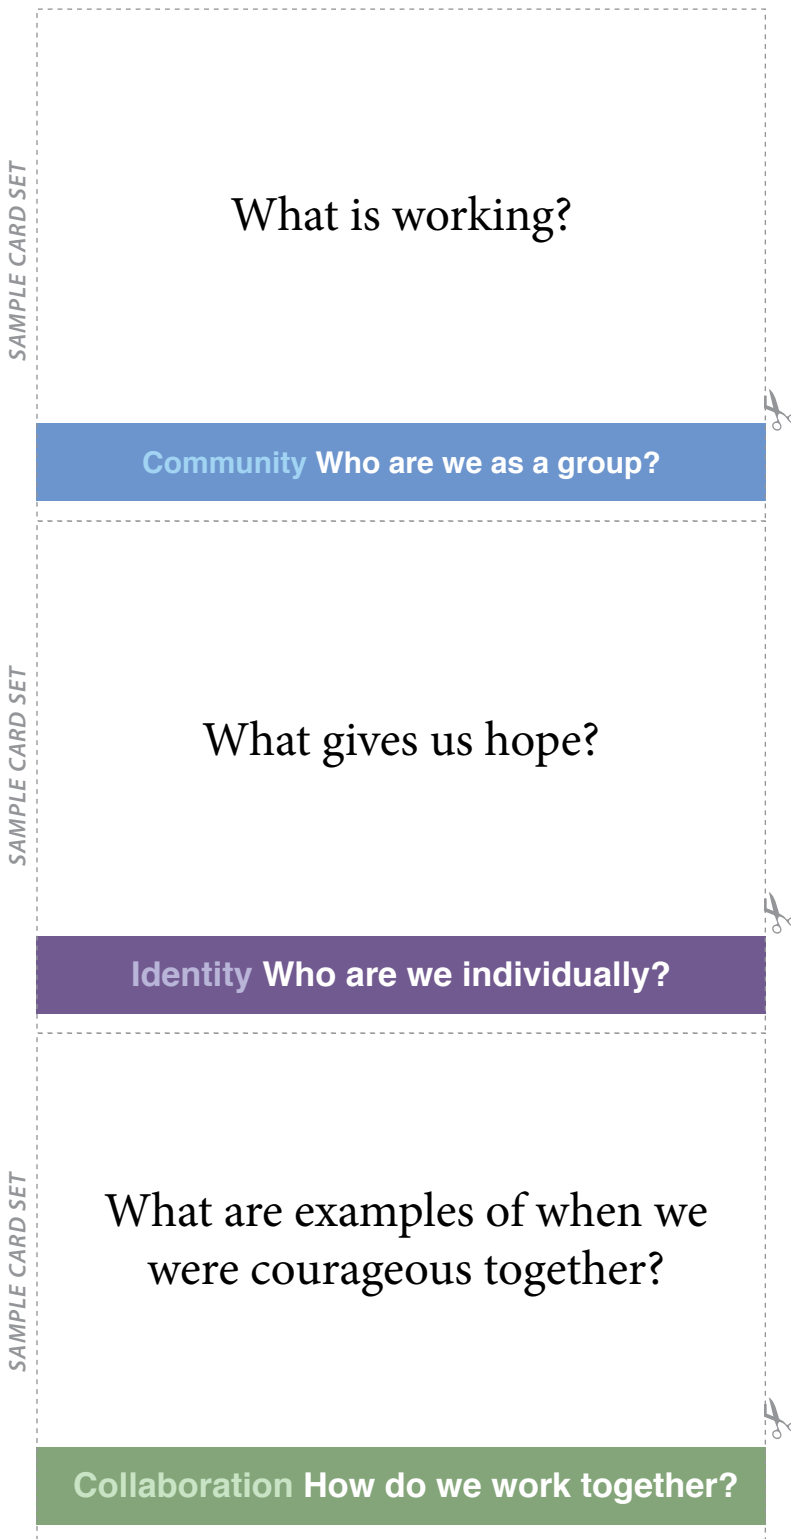 SAMPLE CARD SET
What is working?
Community Who are we as a group?
SAMPLE CARD SET
What gives us hope?
Identity Who are we individually?
SAMPLE CARD SET
What are examples of when we
were courageous together?
Collaboration How do we work together?